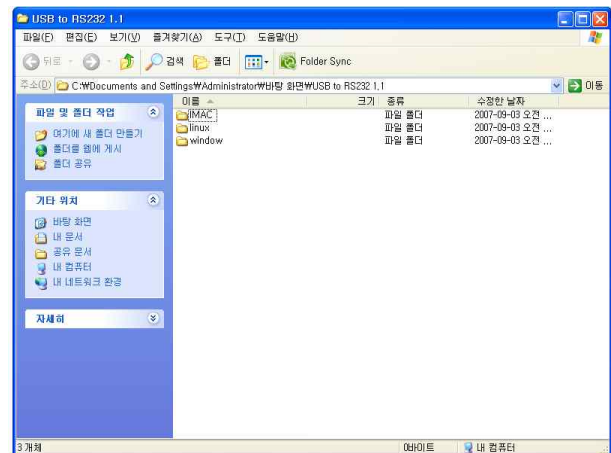 USB to RS232 1.1
파일(F) 편집(E) 보기(V) 즐겨찾기(A) 도구(T) 도움말(H)
뒤로 검색 폴더 Folder Sync
주소(D) C:\Documents and Settings\Administrator\바탕 화면\USB to RS232 1.1 이동
파일 및 폴더 작업
여기에 새 폴더 만들기
폴더를 웹에 게시
폴더 공유
기타 위치
바탕 화면
내 문서
공유 문서
내 컴퓨터
내 네트워크 환경
자세히
이름 크기 종류 수정한 날짜
IMAC 파일 폴더 2007-09-03 오전 ...
linux 파일 폴더 2007-09-03 오전 ...
window 파일 폴더 2007-09-03 오전 ...
3 개체 0바이트 내 컴퓨터